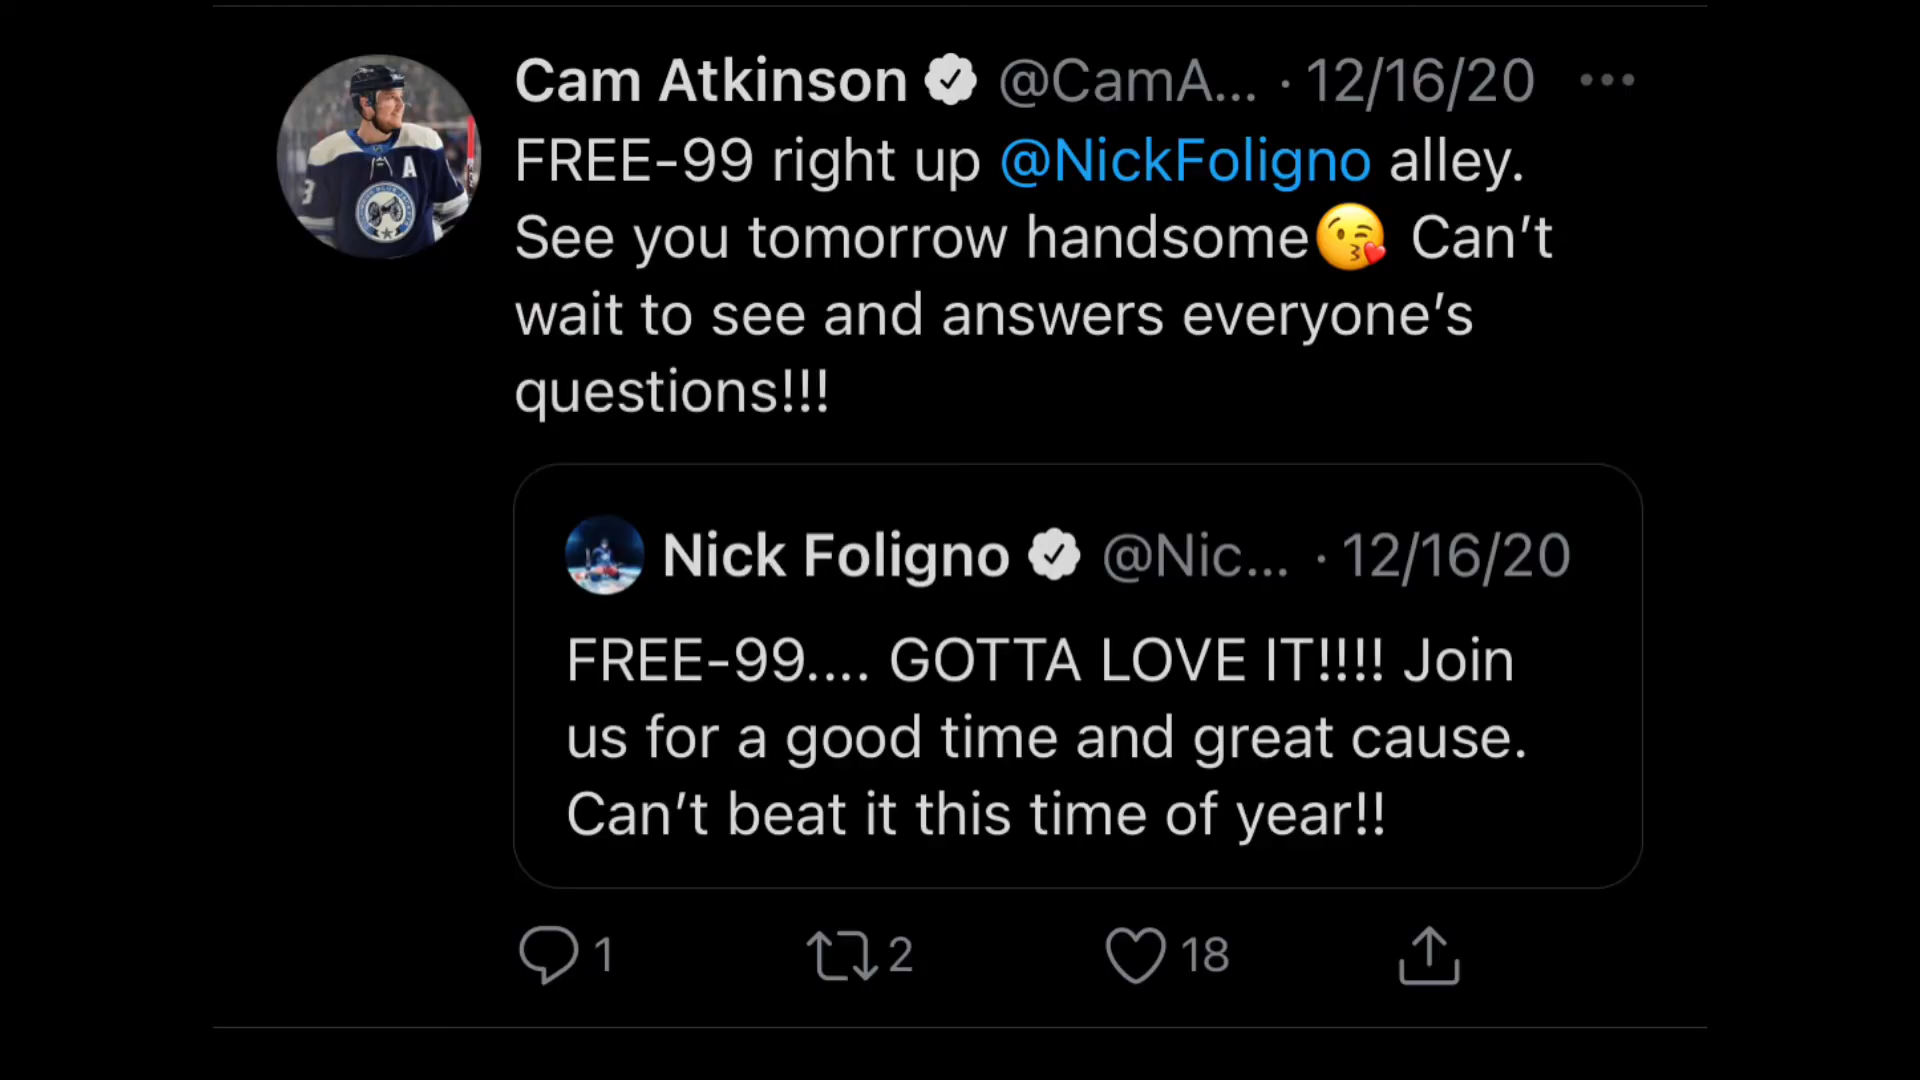 Cam Atkinson @CamA... · 12/16/20
FREE-99 right up @NickFoligno alley.
See you tomorrow handsome😘 Can’t
wait to see and answers everyone’s
questions!!!
Nick Foligno @Nic... · 12/16/20
FREE-99.... GOTTA LOVE IT!!!! Join
us for a good time and great cause.
Can’t beat it this time of year!!
1 2 18